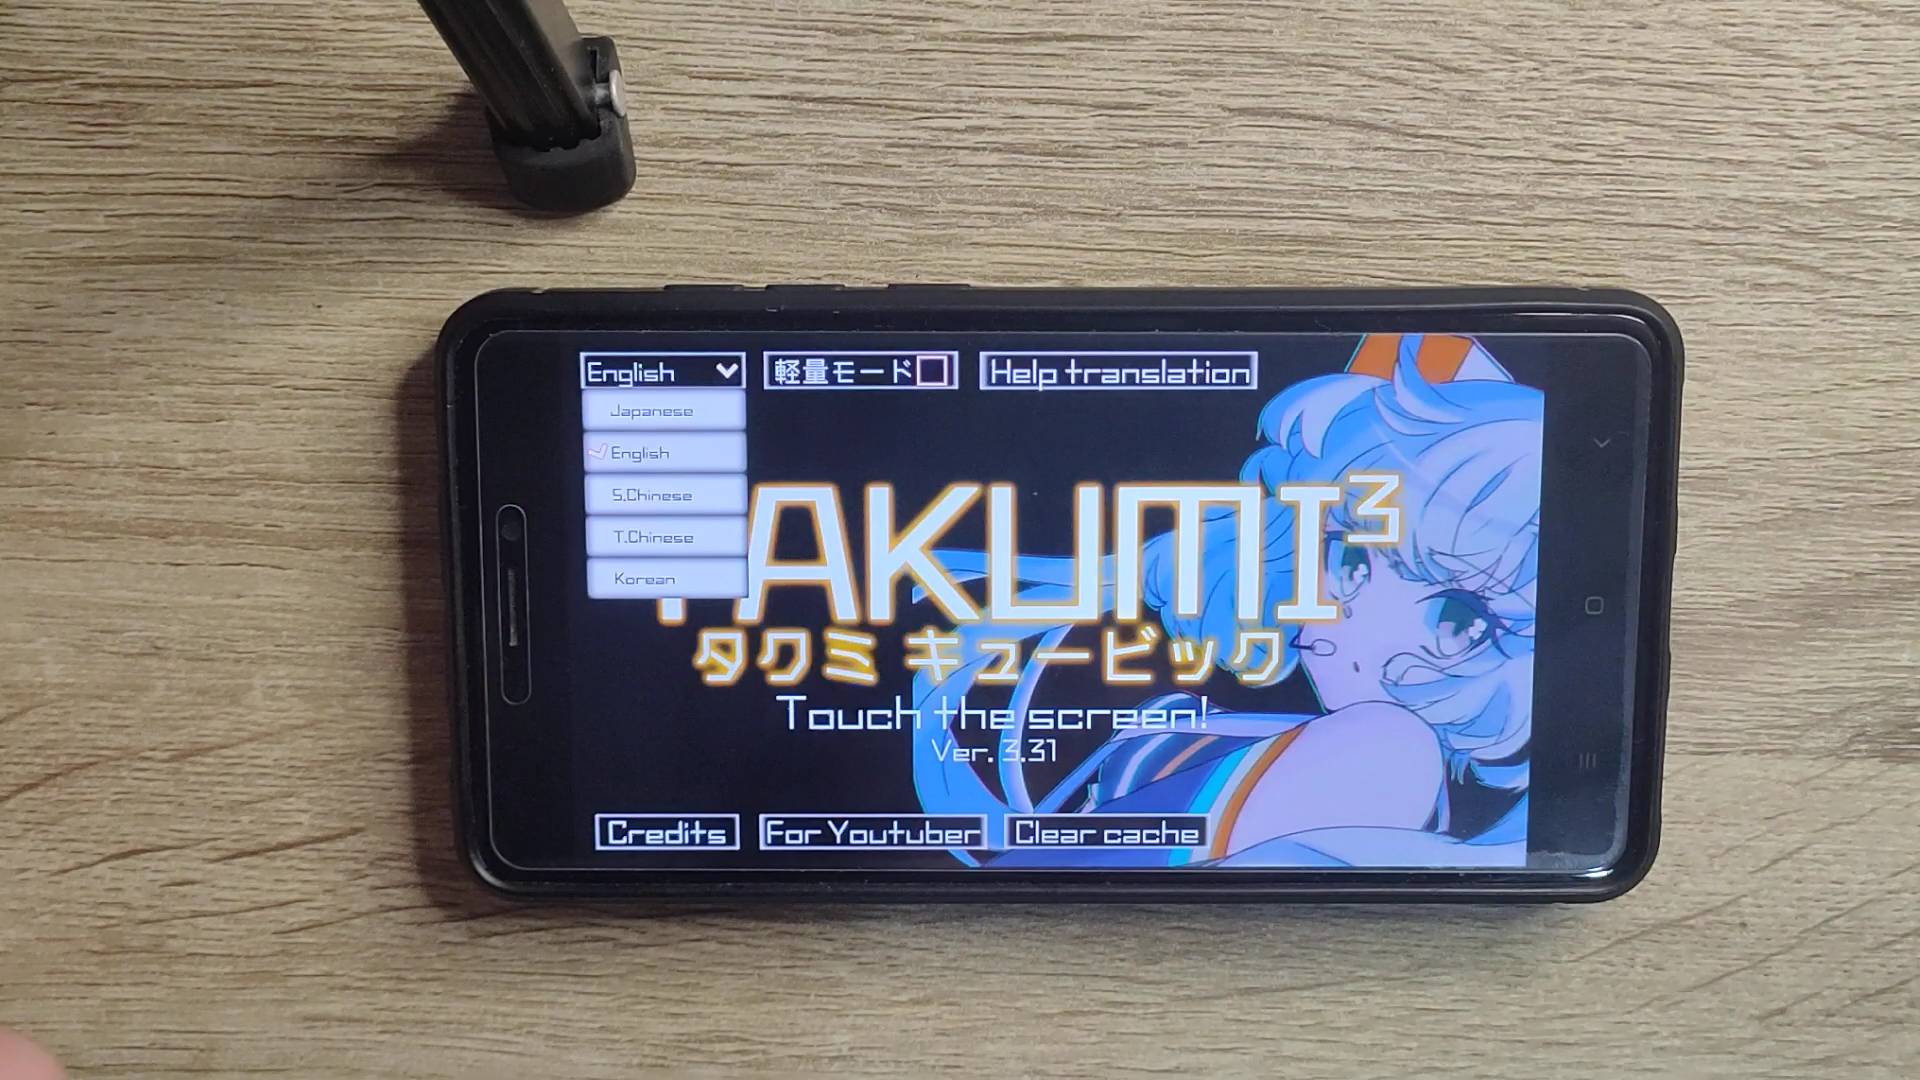 English
軽量モード
Help translation
Japanese
English
S.Chinese
T.Chinese
Korean
TAKUMI³
タクミ キュービック
Touch the screen!
Ver. 3.31
Credits
For Youtuber
Clear cache